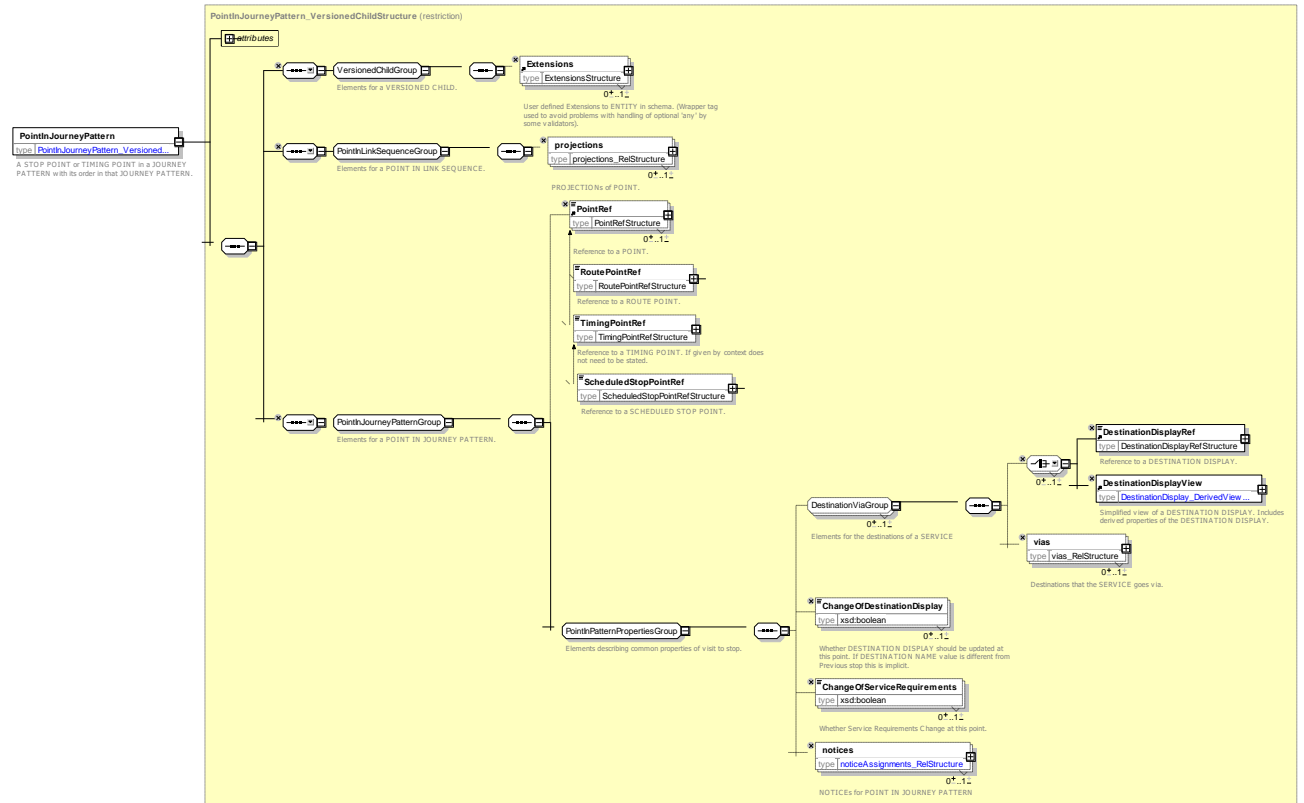 PointInJourneyPattern_VersionedChildStructure (restriction)
attributes
VersionedChildGroup
Elements for a VERSIONED CHILD.
Extensions
type ExtensionsStructure
0..1
User defined Extensions to ENTITY in schema. (Wrapper tag
used to avoid problems with handling of optional 'any' by
some validators).
PointInJourneyPattern
type PointInJourneyPattern_Versioned...
A STOP POINT or TIMING POINT in a JOURNEY
PATTERN with its order in that JOURNEY PATTERN.
PointInLinkSequenceGroup
Elements for a POINT IN LINK SEQUENCE.
projections
type projections_RelStructure
0..1
PROJECTIONs of POINT.
PointRef
type PointRefStructure
0..1
Reference to a POINT.
RoutePointRef
type RoutePointRefStructure
Reference to a ROUTE POINT.
TimingPointRef
type TimingPointRefStructure
Reference to a TIMING POINT. If given by context does
not need to be stated.
ScheduledStopPointRef
type ScheduledStopPointRefStructure
Reference to a SCHEDULED STOP POINT.
PointInJourneyPatternGroup
Elements for a POINT IN JOURNEY PATTERN.
DestinationDisplayRef
type DestinationDisplayRefStructure
Reference to a DESTINATION DISPLAY.
0..1
DestinationDisplayView
type DestinationDisplay_DerivedView...
Simplified view of a DESTINATION DISPLAY. Includes
derived properties of the DESTINATION DISPLAY.
DestinationViaGroup
0..1
Elements for the destinations of a SERVICE
vias
type vias_RelStructure
0..1
Destinations that the SERVICE goes via.
PointInPatternPropertiesGroup
Elements describing common properties of visit to stop.
ChangeOfDestinationDisplay
type xsd:boolean
0..1
Whether DESTINATION DISPLAY should be updated at
this point. If DESTINATION NAME value is different from
Previous stop this is implicit.
ChangeOfServiceRequirements
type xsd:boolean
0..1
Whether Service Requirements Change at this point.
notices
type noticeAssignments_RelStructure
0..1
NOTICEs for POINT IN JOURNEY PATTERN